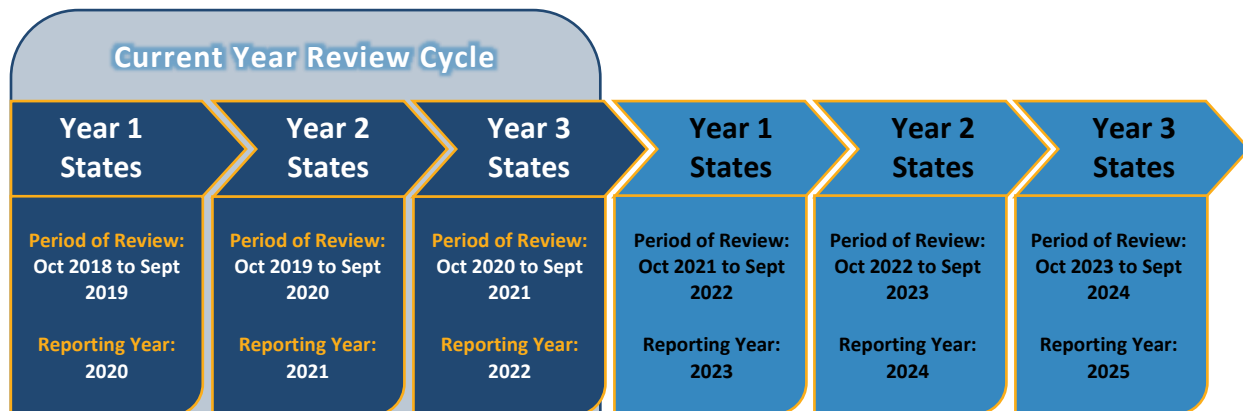 Current Year Review Cycle
Year 1
States
Year 2
States
Year 3
States
Year 1
States
Year 2
States
Year 3
States
Period of Review:
Oct 2018 to Sept
2019
Reporting Year:
2020
Period of Review:
Oct 2019 to Sept
2020
Reporting Year:
2021
Period of Review:
Oct 2020 to Sept
2021
Reporting Year:
2022
Period of Review:
Oct 2021 to Sept
2022
Reporting Year:
2023
Period of Review:
Oct 2022 to Sept
2023
Reporting Year:
2024
Period of Review:
Oct 2023 to Sept
2024
Reporting Year:
2025